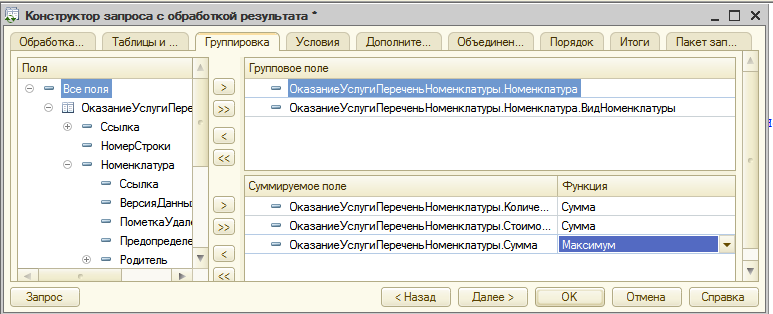 Конструктор запроса с обработкой результата *
Обработка... Таблицы и ... Группировка Условия Дополните... Объединен... Порядок Итоги Пакет зап...
Поля
Все поля
ОказаниеУслугиПереч
Ссылка
НомерСтроки
Номенклатура
Ссылка
ВерсияДанны
ПометкаУдале
Предопределе
Родитель
>
>>
<
<<
Групповое поле
ОказаниеУслугиПереченьНоменклатуры.Номенклатура
ОказаниеУслугиПереченьНоменклатуры.Номенклатура.ВидНоменклатуры
>
>>
<
<<
Суммируемое поле Функция
ОказаниеУслугиПереченьНоменклатуры.Количе... Сумма
ОказаниеУслугиПереченьНоменклатуры.Стоимо... Сумма
ОказаниеУслугиПереченьНоменклатуры.Сумма Максимум
Запрос < Назад Далее > OK Отмена Справка